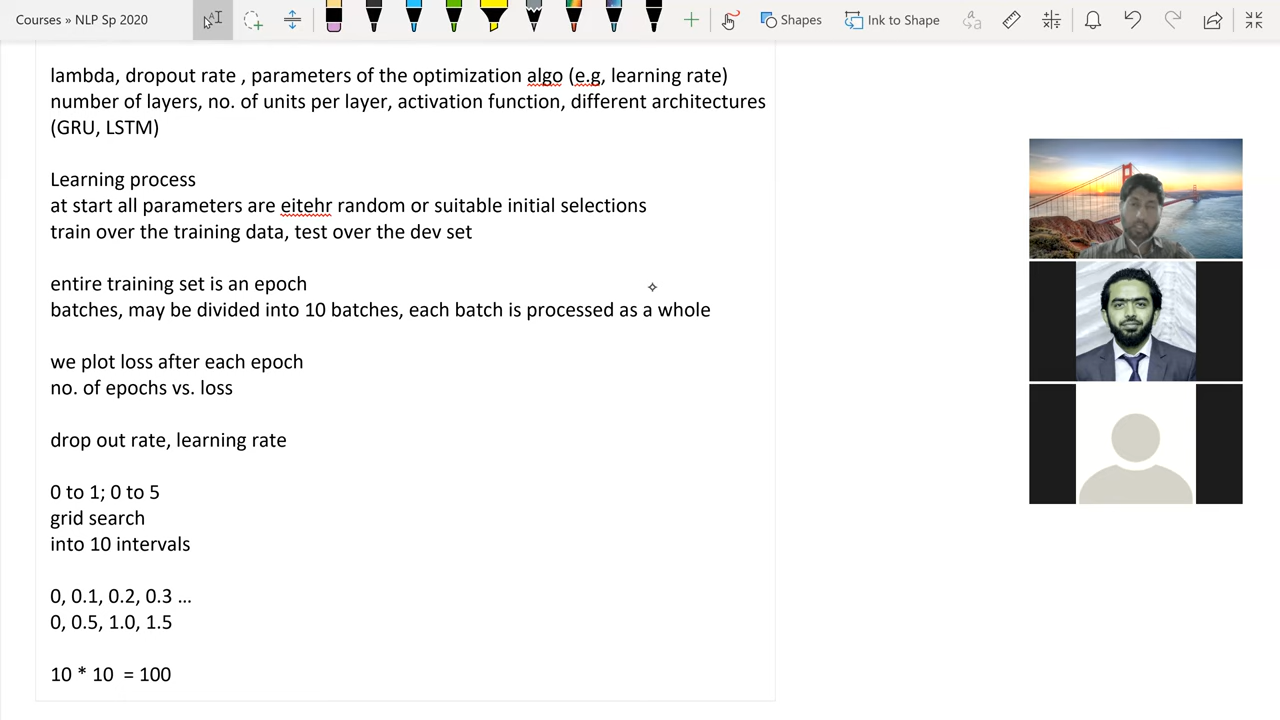 Courses » NLP Sp 2020
Shapes
Ink to Shape
lambda, dropout rate , parameters of the optimization algo (e.g, learning rate)
number of layers, no. of units per layer, activation function, different architectures
(GRU, LSTM)
Learning process
at start all parameters are eitehr random or suitable initial selections
train over the training data, test over the dev set
entire training set is an epoch
batches, may be divided into 10 batches, each batch is processed as a whole
we plot loss after each epoch
no. of epochs vs. loss
drop out rate, learning rate
0 to 1; 0 to 5
grid search
into 10 intervals
0, 0.1, 0.2, 0.3 ...
0, 0.5, 1.0, 1.5
10 * 10  = 100